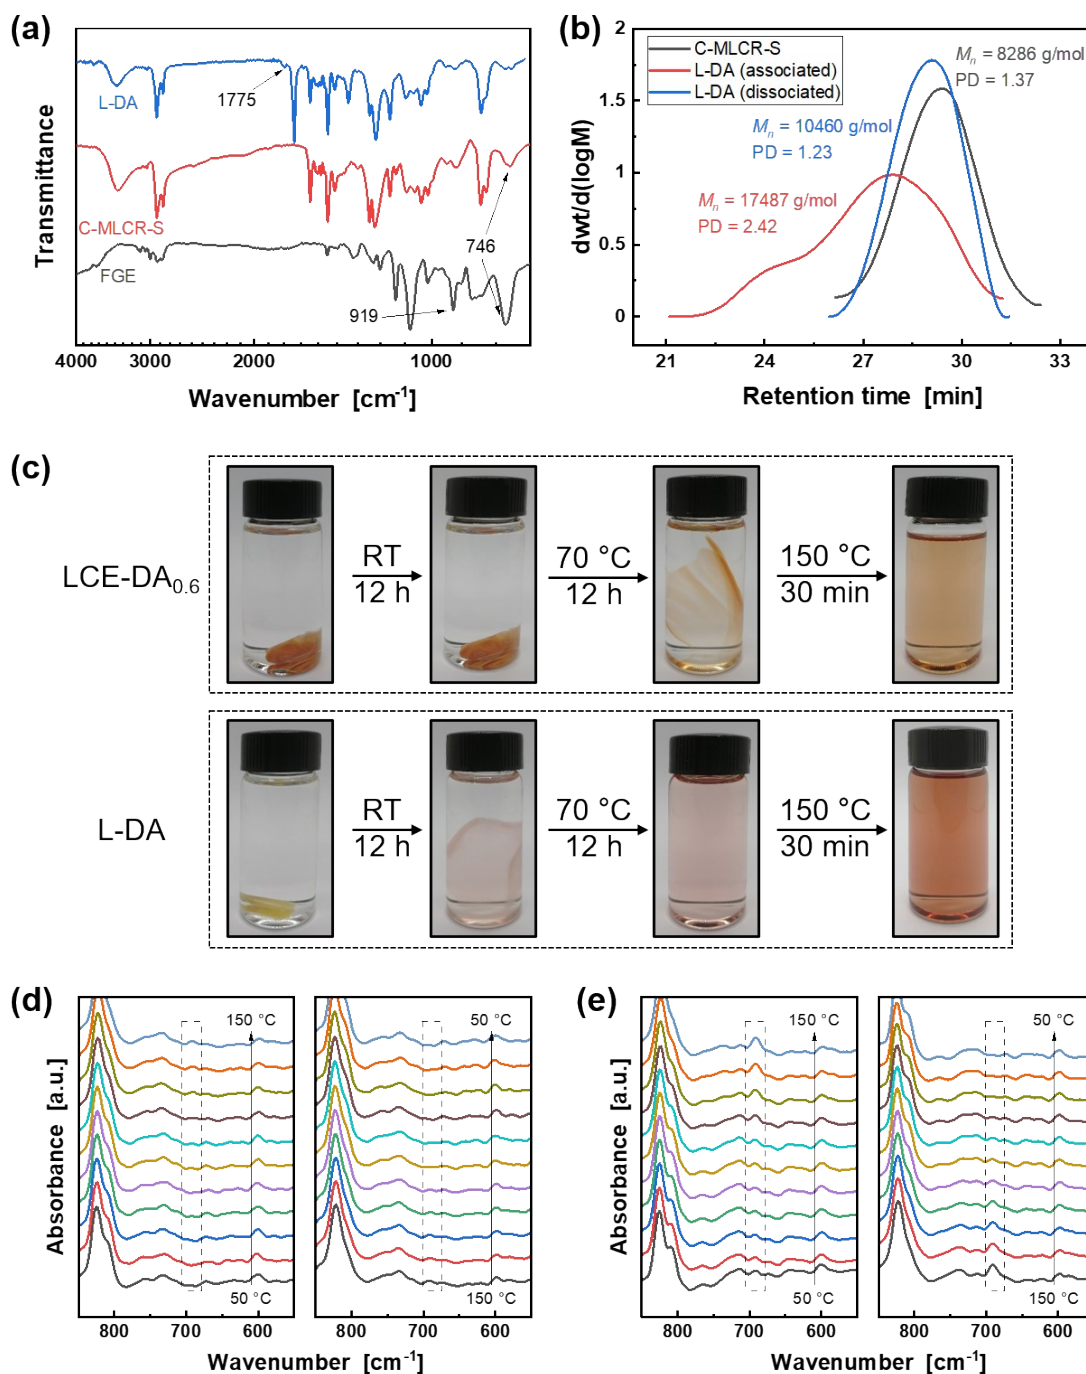 (a)
L-DA
1775
C-MLCR-S
746
FGE
919
Transmittance
4000 3000 2000 1000
Wavenumber [cm⁻¹]
(b)
C-MLCR-S
L-DA (associated)
L-DA (dissociated)
Mₙ = 8286 g/mol
PD = 1.37
Mₙ = 10460 g/mol
PD = 1.23
Mₙ = 17487 g/mol
PD = 2.42
2
1.5
1
0.5
0
dwt/d(logM)
21 24 27 30 33
Retention time [min]
(c)
LCE-DA₀.₆
RT
12 h
70 °C
12 h
150 °C
30 min
L-DA
RT
12 h
70 °C
12 h
150 °C
30 min
(d)
Absorbance [a.u.]
150 °C
50 °C
50 °C
150 °C
800 700 600
800 700 600
Wavenumber [cm⁻¹]
(e)
Absorbance [a.u.]
150 °C
50 °C
50 °C
150 °C
800 700 600
800 700 600
Wavenumber [cm⁻¹]